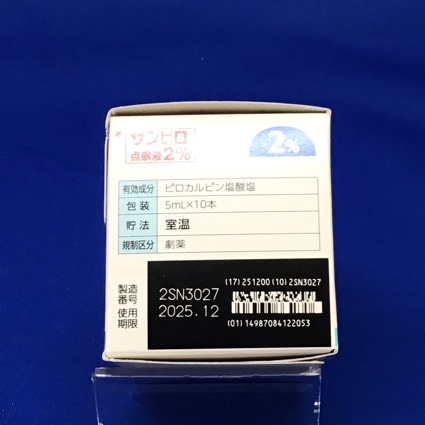 サンピロ
点眼液2%
2%
有効成分 ピロカルピン塩酸塩
包装 5mL×10本
貯法 室温
規制区分 劇薬
製造番号 2SN3027
使用期限 2025.12
(17) 251200 (10) 2SN3027
(01) 14987084122053